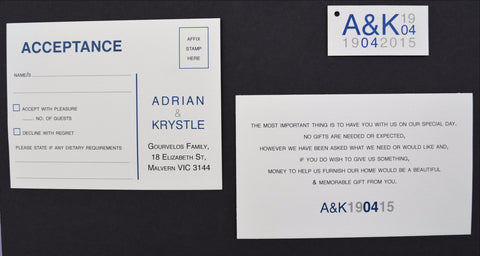 ACCEPTANCE
AFFIX
STAMP
HERE
NAME/S
ACCEPT WITH PLEASURE
NO. OF GUESTS
DECLINE WITH REGRET
PLEASE STATE IF ANY DIETARY REQUIREMENTS
ADRIAN
&
KRYSTLE
GOURVELOS FAMILY,
18 ELIZABETH ST,
MALVERN VIC 3144
A&K 19
04
19042015
THE MOST IMPORTANT THING IS TO HAVE YOU WITH US ON OUR SPECIAL DAY.
NO GIFTS ARE NEEDED OR EXPECTED,
HOWEVER WE HAVE BEEN ASKED WHAT WE NEED OR WOULD LIKE AND,
IF YOU DO WISH TO GIVE US SOMETHING,
MONEY TO HELP US FURNISH OUR HOME WOULD BE A BEAUTIFUL
& MEMORABLE GIFT FROM YOU.
A&K190415